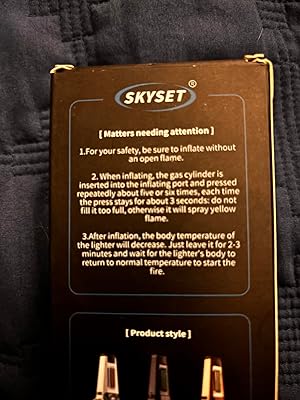 SKYSET®
[ Matters needing attention ]
1.For your safety, be sure to inflate without
an open flame.
2. When inflating, the gas cylinder is
inserted into the inflating port and pressed
repeatedly about five or six times, each time
the press stays for about 3 seconds: do not
fill it too full, otherwise it will spray yellow
flame.
3.After inflation, the body temperature of
the lighter will decrease. Just leave it for 2-3
minutes and wait for the lighter's body to
return to normal temperature to start the
fire.
[ Product style ]